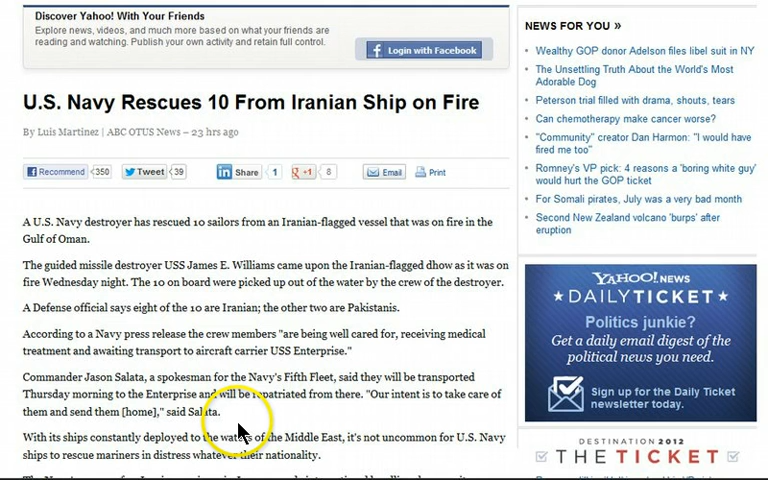 Discover Yahoo! With Your Friends
Explore news, videos, and much more based on what your friends are
reading and watching. Publish your own activity and retain full control.
Login with Facebook
U.S. Navy Rescues 10 From Iranian Ship on Fire
By Luis Martinez | ABC OTUS News – 23 hrs ago
Recommend 350 Tweet 39 Share 1 +1 8 Email Print
A U.S. Navy destroyer has rescued 10 sailors from an Iranian-flagged vessel that was on fire in the
Gulf of Oman.
The guided missile destroyer USS James E. Williams came upon the Iranian-flagged dhow as it was on
fire Wednesday night. The 10 on board were picked up out of the water by the crew of the destroyer.
A Defense official says eight of the 10 are Iranian; the other two are Pakistanis.
According to a Navy press release the crew members "are being well cared for, receiving medical
treatment and awaiting transport to aircraft carrier USS Enterprise."
Commander Jason Salata, a spokesman for the Navy's Fifth Fleet, said they will be transported
Thursday morning to the Enterprise and will be repatriated from there. "Our intent is to take care of
them and send them [home]," said Salata.
With its ships constantly deployed to the waters of the Middle East, it's not uncommon for U.S. Navy
ships to rescue mariners in distress whatever their nationality.
NEWS FOR YOU »
Wealthy GOP donor Adelson files libel suit in NY
The Unsettling Truth About the World's Most
Adorable Dog
Peterson trial filled with drama, shouts, tears
Can chemotherapy make cancer worse?
"Community" creator Dan Harmon: "I would have
fired me too"
Romney's VP pick: 4 reasons a 'boring white guy'
would hurt the GOP ticket
For Somali pirates, July was a very bad month
Second New Zealand volcano 'burps' after
eruption
YAHOO! NEWS
DAILY TICKET
Politics junkie?
Get a daily email digest of the
political news you need.
Sign up for the Daily Ticket
newsletter today.
DESTINATION 2012
THE TICKET